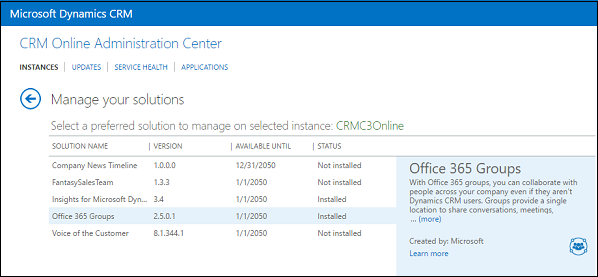 Microsoft Dynamics CRM
CRM Online Administration Center
INSTANCES | UPDATES | SERVICE HEALTH | APPLICATIONS
Manage your solutions
Select a preferred solution to manage on selected instance: CRMC3Online
SOLUTION NAME VERSION AVAILABLE UNTIL STATUS
Company News Timeline 1.0.0.0 12/31/2050 Not installed
FantasySalesTeam 1.3.3 1/1/2050 Not installed
Insights for Microsoft Dyn... 3.4 1/1/2050 Installed
Office 365 Groups 2.5.0.1 1/1/2050 Installed
Voice of the Customer 8.1.344.1 1/1/2050 Not installed
Office 365 Groups
With Office 365 groups, you can collaborate with
people across your company even if they aren't
Dynamics CRM users. Groups provide a single
location to share conversations, meetings,
... (more)
Created by: Microsoft
Learn more